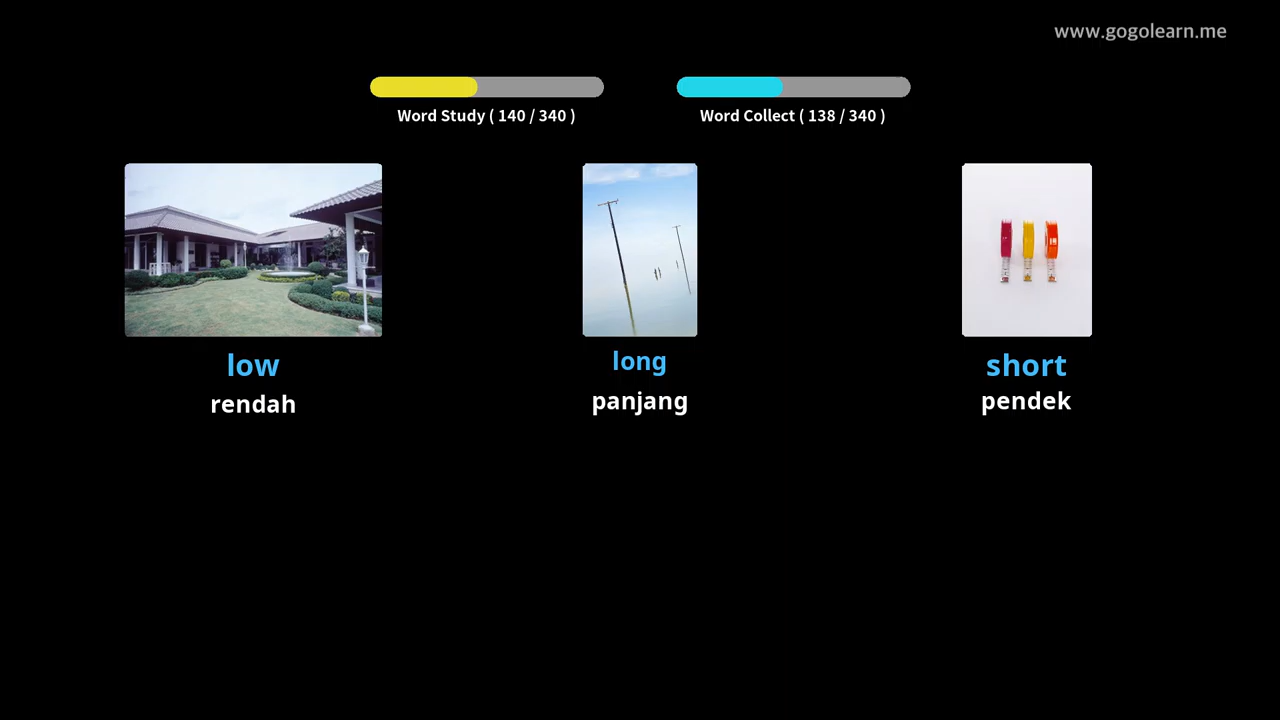 www.gogolearn.me
Word Study ( 140 / 340 )
Word Collect ( 138 / 340 )
low
long
short
rendah
panjang
pendek